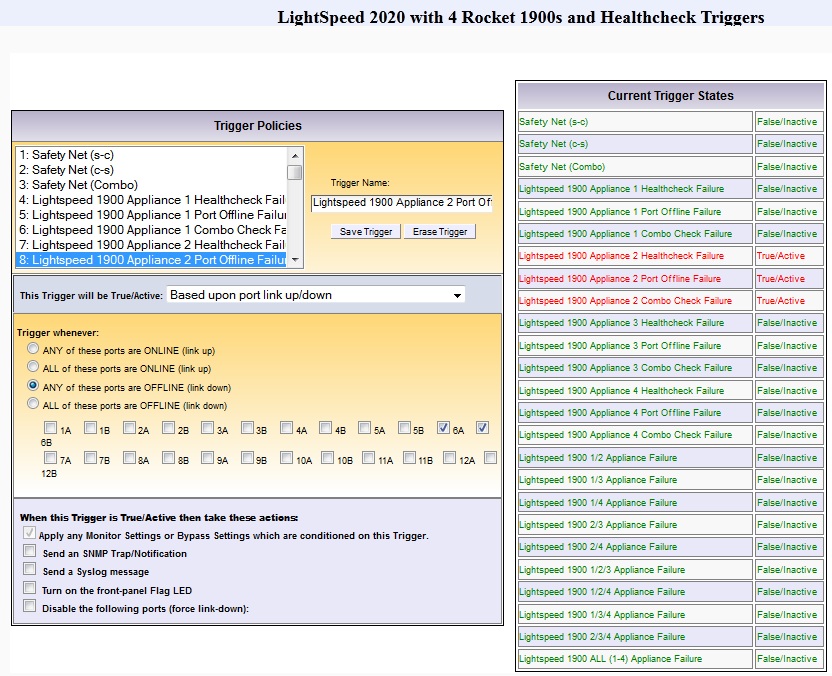 LightSpeed 2020 with 4 Rocket 1900s and Healthcheck Triggers
Trigger Policies
1: Safety Net (s-c)
2: Safety Net (c-s)
3: Safety Net (Combo)
4: Lightspeed 1900 Appliance 1 Healthcheck Fail
5: Lightspeed 1900 Appliance 1 Port Offline Failur
6: Lightspeed 1900 Appliance 1 Combo Check Fa
7: Lightspeed 1900 Appliance 2 Healthcheck Fail
8: Lightspeed 1900 Appliance 2 Port Offline Failur
Trigger Name:
Lightspeed 1900 Appliance 2 Port Of
Save Trigger Erase Trigger
This Trigger will be True/Active: Based upon port link up/down
Trigger whenever:
ANY of these ports are ONLINE (link up)
ALL of these ports are ONLINE (link up)
ANY of these ports are OFFLINE (link down)
ALL of these ports are OFFLINE (link down)
1A 1B 2A 2B 3A 3B 4A 4B 5A 5B 6A
6B
7A 7B 8A 8B 9A 9B 10A 10B 11A 11B 12A
12B
When this Trigger is True/Active then take these actions:
Apply any Monitor Settings or Bypass Settings which are conditioned on this Trigger.
Send an SNMP Trap/Notification
Send a Syslog message
Turn on the front-panel Flag LED
Disable the following ports (force link-down):
Current Trigger States
Safety Net (s-c) False/Inactive
Safety Net (c-s) False/Inactive
Safety Net (Combo) False/Inactive
Lightspeed 1900 Appliance 1 Healthcheck Failure False/Inactive
Lightspeed 1900 Appliance 1 Port Offline Failure False/Inactive
Lightspeed 1900 Appliance 1 Combo Check Failure False/Inactive
Lightspeed 1900 Appliance 2 Healthcheck Failure True/Active
Lightspeed 1900 Appliance 2 Port Offline Failure True/Active
Lightspeed 1900 Appliance 2 Combo Check Failure True/Active
Lightspeed 1900 Appliance 3 Healthcheck Failure False/Inactive
Lightspeed 1900 Appliance 3 Port Offline Failure False/Inactive
Lightspeed 1900 Appliance 3 Combo Check Failure False/Inactive
Lightspeed 1900 Appliance 4 Healthcheck Failure False/Inactive
Lightspeed 1900 Appliance 4 Port Offline Failure False/Inactive
Lightspeed 1900 Appliance 4 Combo Check Failure False/Inactive
Lightspeed 1900 1/2 Appliance Failure False/Inactive
Lightspeed 1900 1/3 Appliance Failure False/Inactive
Lightspeed 1900 1/4 Appliance Failure False/Inactive
Lightspeed 1900 2/3 Appliance Failure False/Inactive
Lightspeed 1900 2/4 Appliance Failure False/Inactive
Lightspeed 1900 1/2/3 Appliance Failure False/Inactive
Lightspeed 1900 1/2/4 Appliance Failure False/Inactive
Lightspeed 1900 1/3/4 Appliance Failure False/Inactive
Lightspeed 1900 2/3/4 Appliance Failure False/Inactive
Lightspeed 1900 ALL (1-4) Appliance Failure False/Inactive